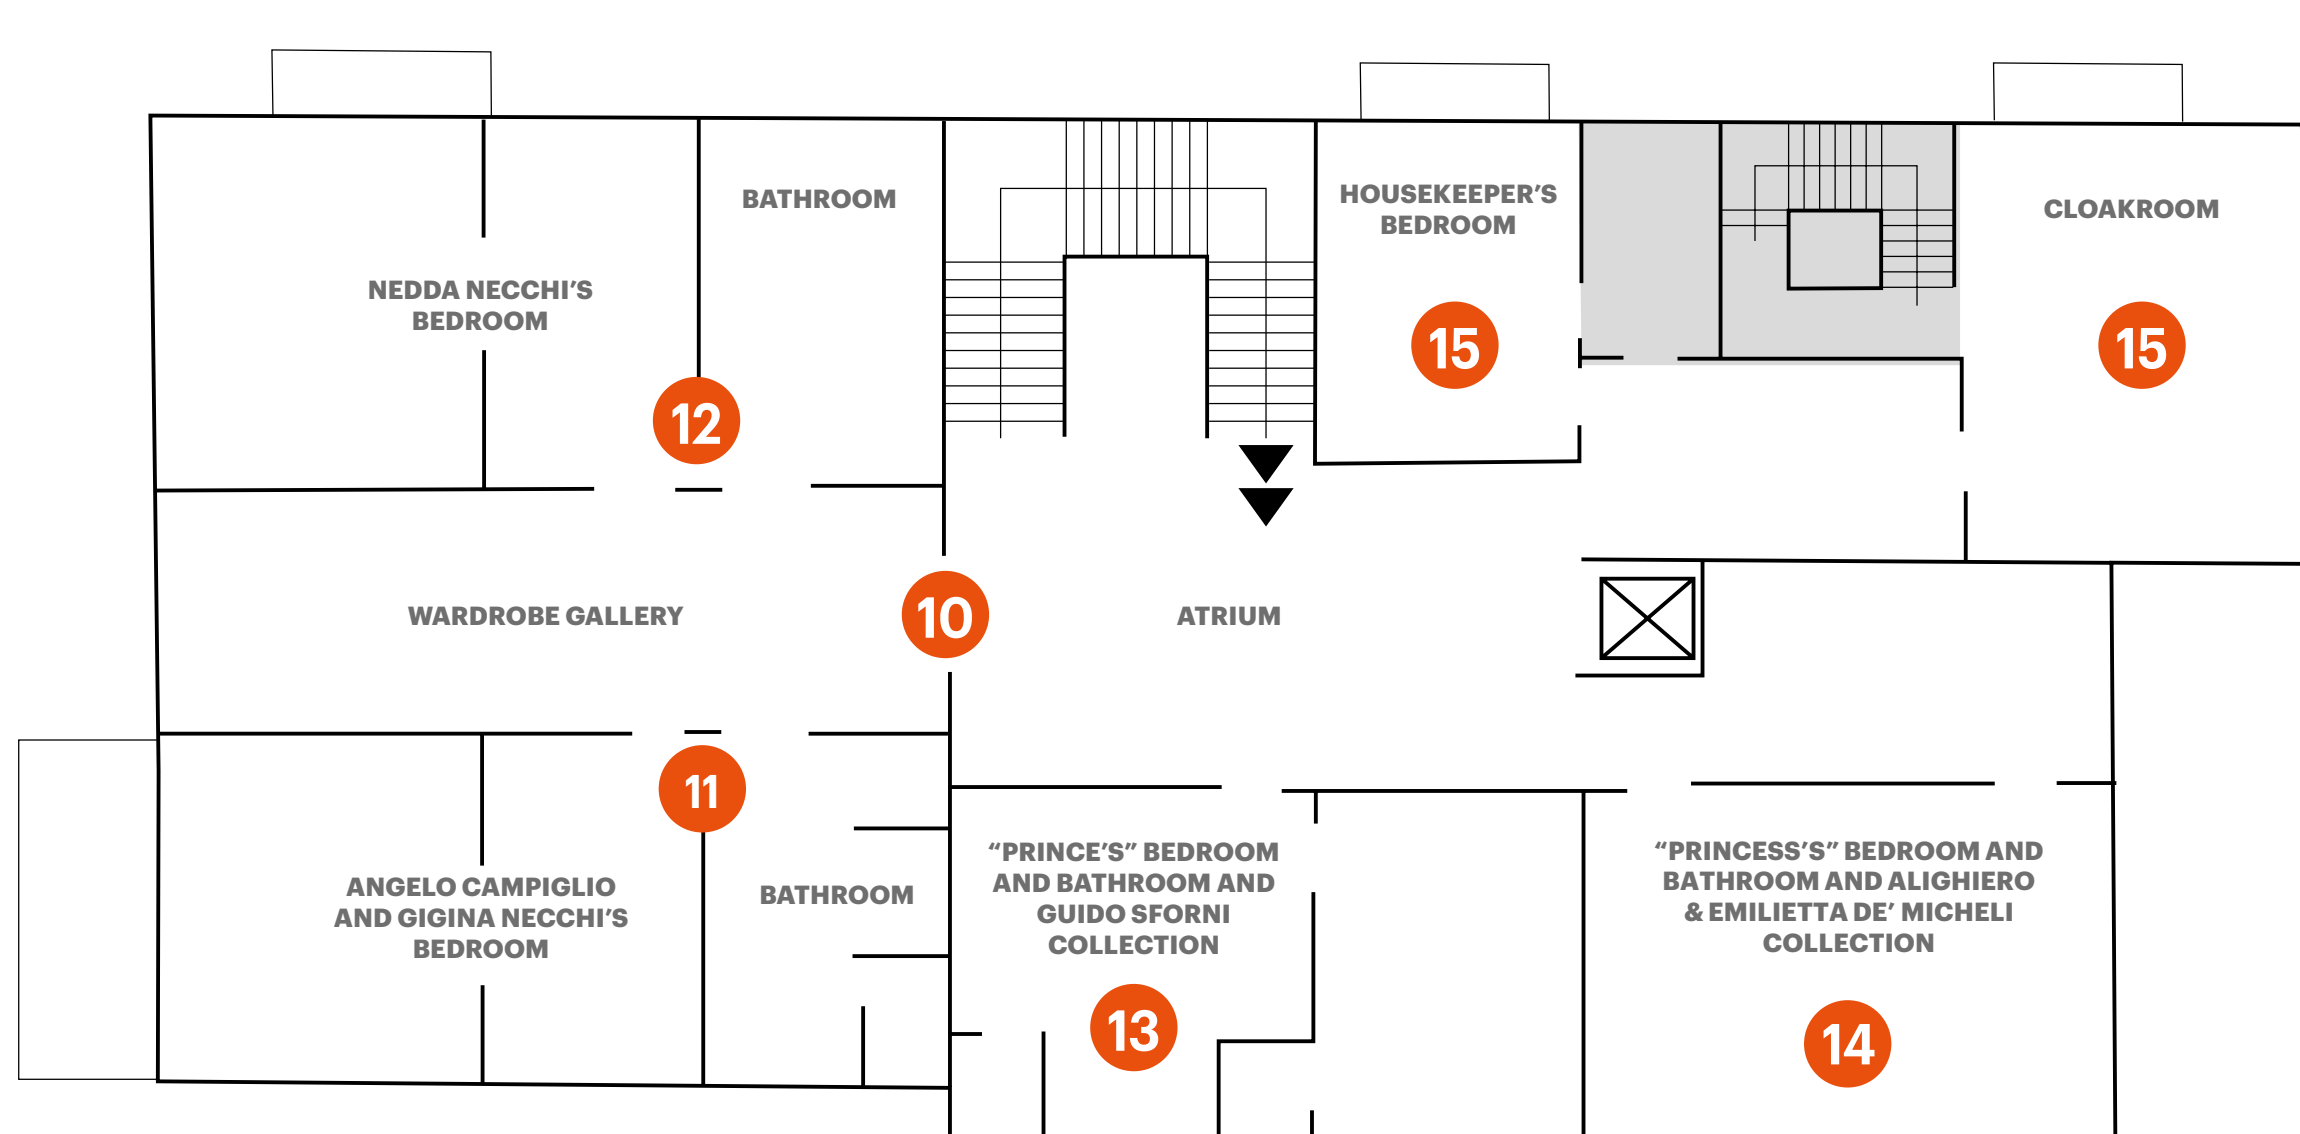 BATHROOM
HOUSEKEEPER’S
BEDROOM
CLOAKROOM
NEDDA NECCHI’S
BEDROOM
15
15
12
WARDROBE GALLERY
10
ATRIUM
11
ANGELO CAMPIGLIO
AND GIGINA NECCHI’S
BEDROOM
BATHROOM
“PRINCE’S” BEDROOM
AND BATHROOM AND
GUIDO SFORNI
COLLECTION
13
“PRINCESS’S” BEDROOM AND
BATHROOM AND ALIGHIERO
& EMILIETTA DE’ MICHELI
COLLECTION
14